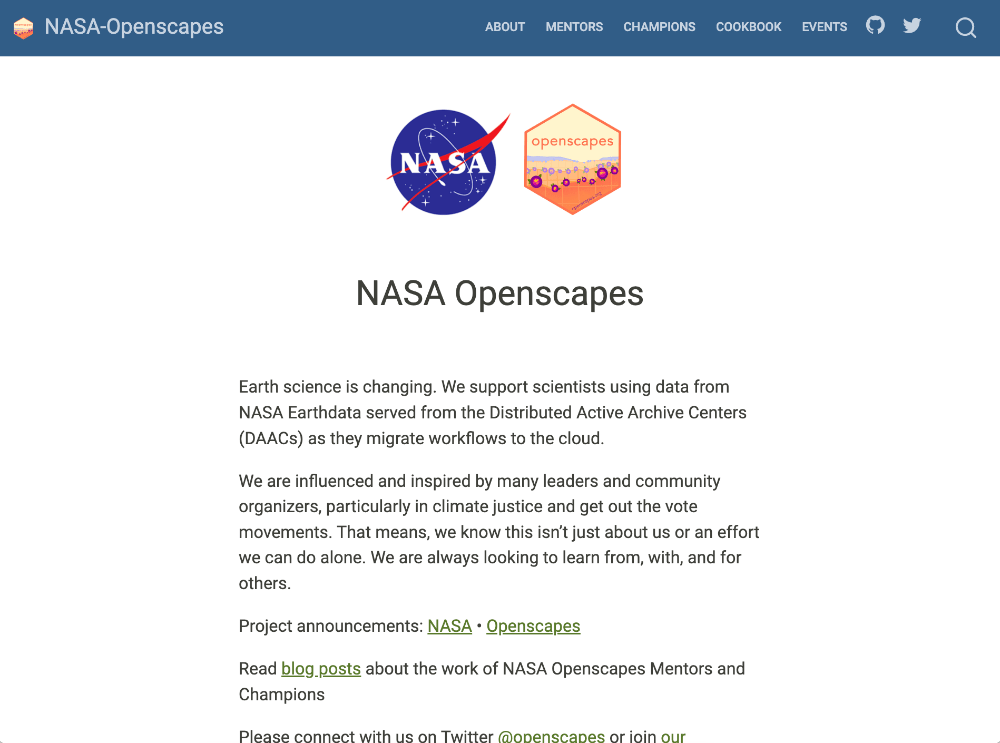 NASA-Openscapes
ABOUT MENTORS CHAMPIONS COOKBOOK EVENTS
NASA
openscapes
NASA Openscapes
Earth science is changing. We support scientists using data from
NASA Earthdata served from the Distributed Active Archive Centers
(DAACs) as they migrate workflows to the cloud.
We are influenced and inspired by many leaders and community
organizers, particularly in climate justice and get out the vote
movements. That means, we know this isn’t just about us or an effort
we can do alone. We are always looking to learn from, with, and for
others.
Project announcements: NASA • Openscapes
Read blog posts about the work of NASA Openscapes Mentors and
Champions
Please connect with us on Twitter @openscapes or join our